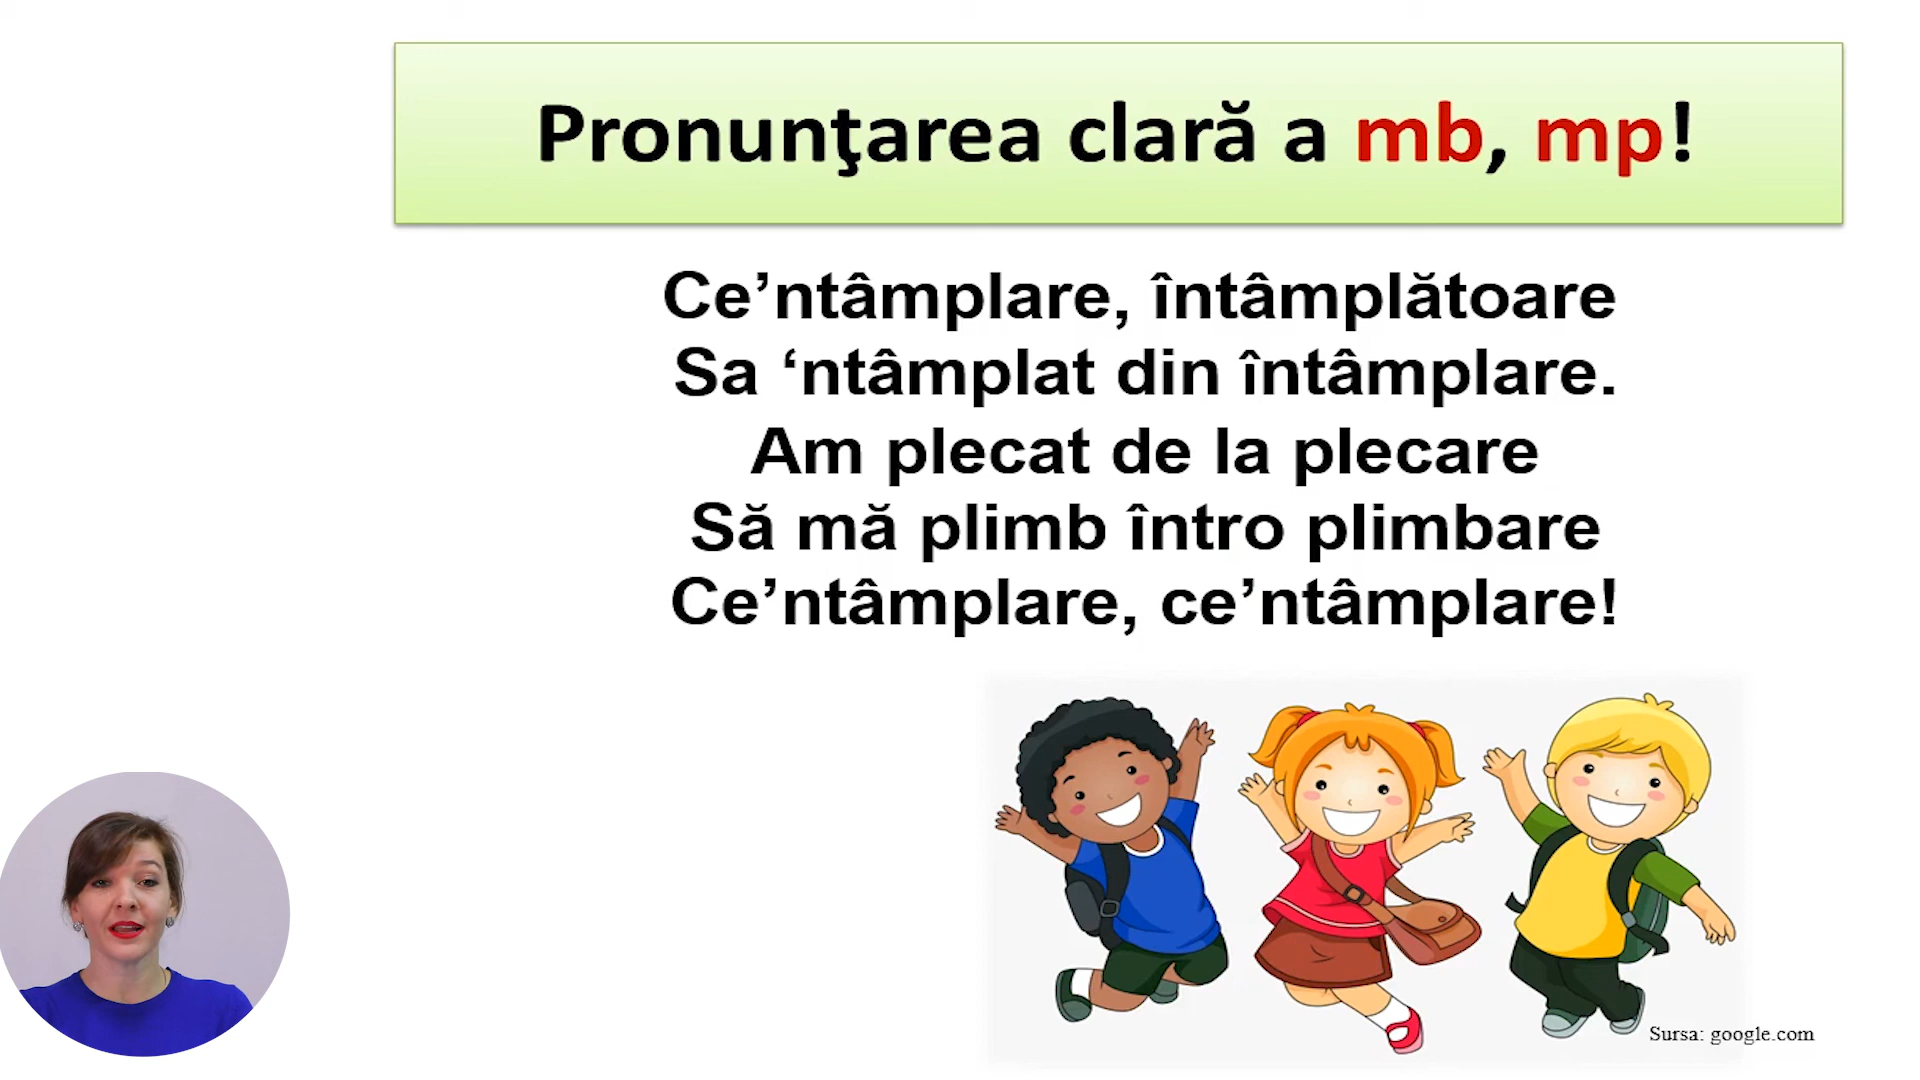 Pronunţarea clară a mb, mp!
Ce’ntâmplare, întâmplătoare
Sa ‘ntâmplat din întâmplare.
Am plecat de la plecare
Să mă plimb întro plimbare
Ce’ntâmplare, ce’ntâmplare!
Sursa: google.com